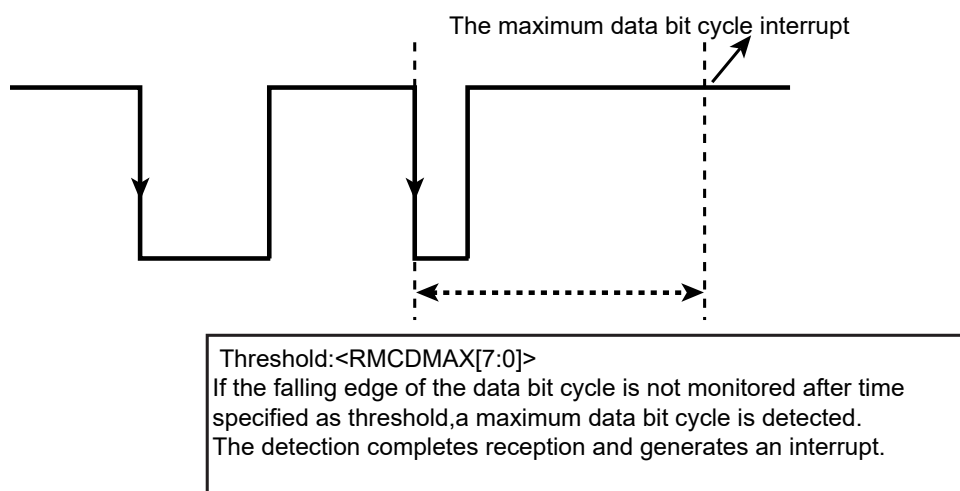 The maximum data bit cycle interrupt
Threshold:<RMCDMAX[7:0]>
If the falling edge of the data bit cycle is not monitored after time
specified as threshold,a maximum data bit cycle is detected.
The detection completes reception and generates an interrupt.